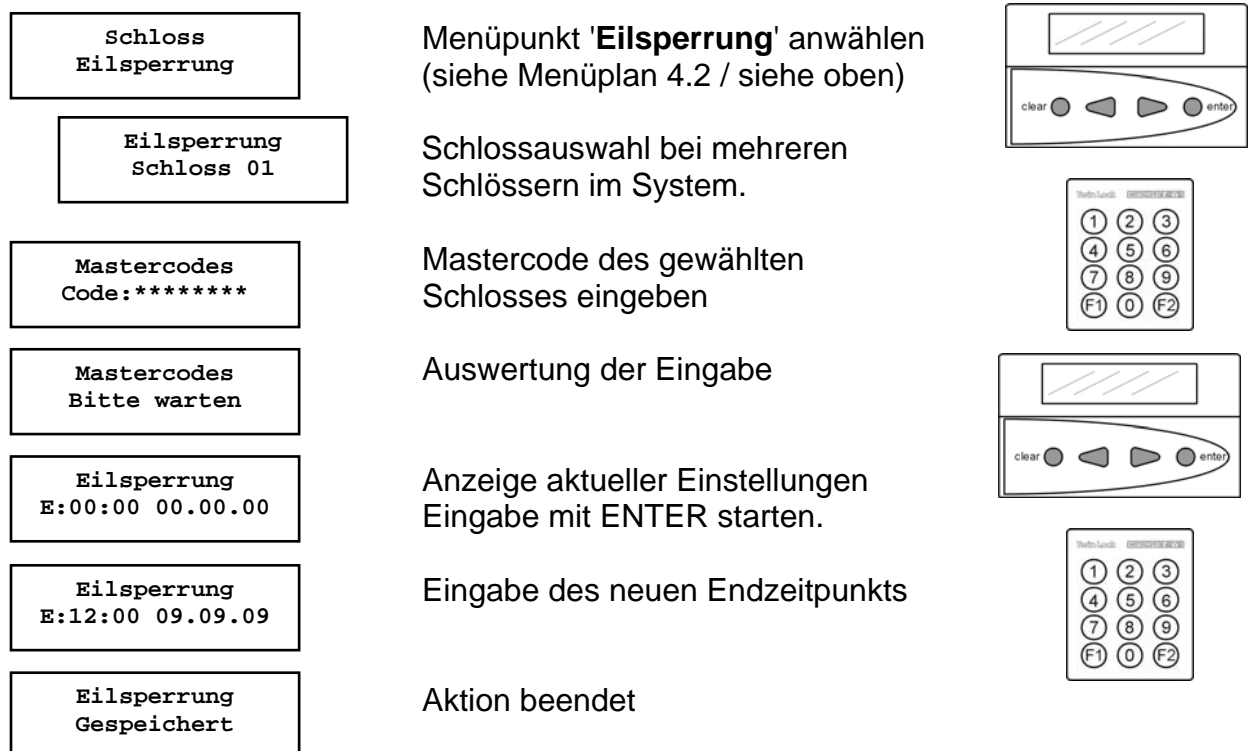 Schloss
Eilsperrung
Menüpunkt 'Eilsperrung' anwählen
(siehe Menüplan 4.2 / siehe oben)
clear
enter
Eilsperrung
Schloss 01
Schlossauswahl bei mehreren
Schlössern im System.
TwinLock
1 2 3
4 5 6
7 8 9
F1 0 F2
Mastercodes
Code:********
Mastercode des gewählten
Schlosses eingeben
Mastercodes
Bitte warten
Auswertung der Eingabe
clear
enter
Eilsperrung
E:00:00 00.00.00
Anzeige aktueller Einstellungen
Eingabe mit ENTER starten.
TwinLock
1 2 3
4 5 6
7 8 9
F1 0 F2
Eilsperrung
E:12:00 09.09.09
Eingabe des neuen Endzeitpunkts
Eilsperrung
Gespeichert
Aktion beendet